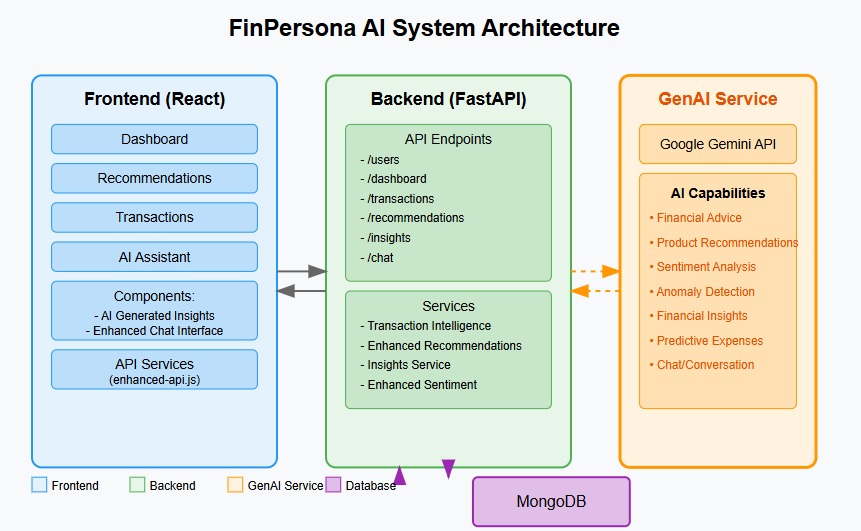 FinPersona AI System Architecture
Frontend (React)
Dashboard
Recommendations
Transactions
AI Assistant
Components:
- AI Generated Insights
- Enhanced Chat Interface
API Services
(enhanced-api.js)
Backend (FastAPI)
API Endpoints
- /users
- /dashboard
- /transactions
- /recommendations
- /insights
- /chat
Services
- Transaction Intelligence
- Enhanced Recommendations
- Insights Service
- Enhanced Sentiment
GenAI Service
Google Gemini API
AI Capabilities
• Financial Advice
• Product Recommendations
• Sentiment Analysis
• Anomaly Detection
• Financial Insights
• Predictive Expenses
• Chat/Conversation
Frontend
Backend
GenAI Service
Database
MongoDB